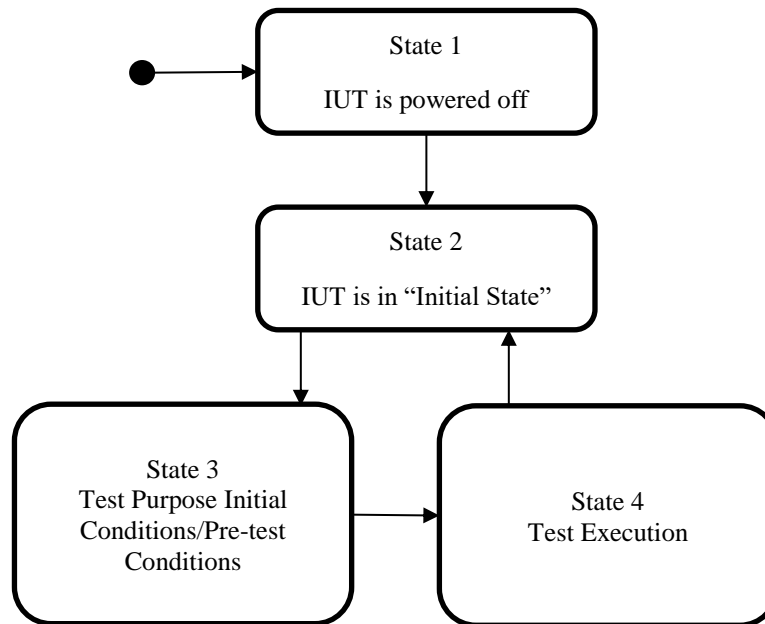 State 1
IUT is powered off
State 2
IUT is in “Initial State”
State 3
Test Purpose Initial
Conditions/Pre-test
Conditions
State 4
Test Execution